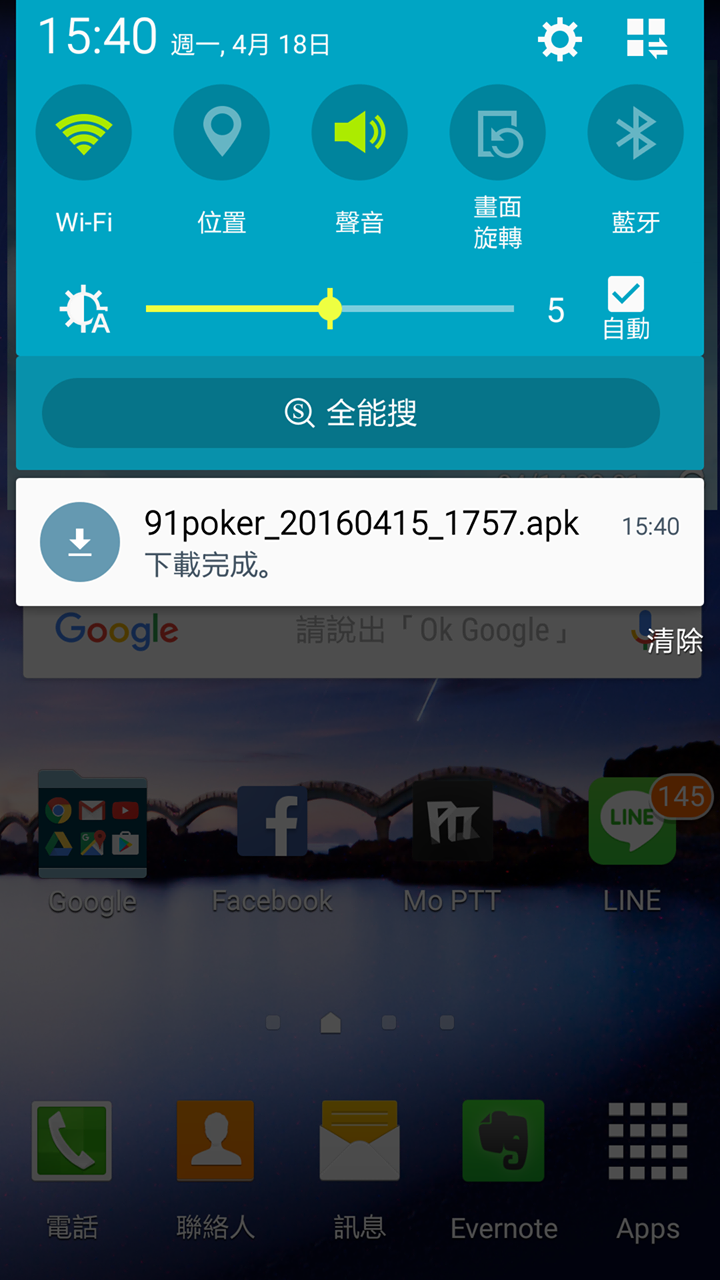 15:40 週一, 4月 18日
Wi-Fi
位置
聲音
畫面
旋轉
藍牙
A
5
自動
S 全能搜
91poker_20160415_1757.apk 15:40
下載完成。
Google 請說出「Ok Google」
清除
LINE
145
Google
Facebook
Mo PTT
LINE
電話
聯絡人
訊息
Evernote
Apps